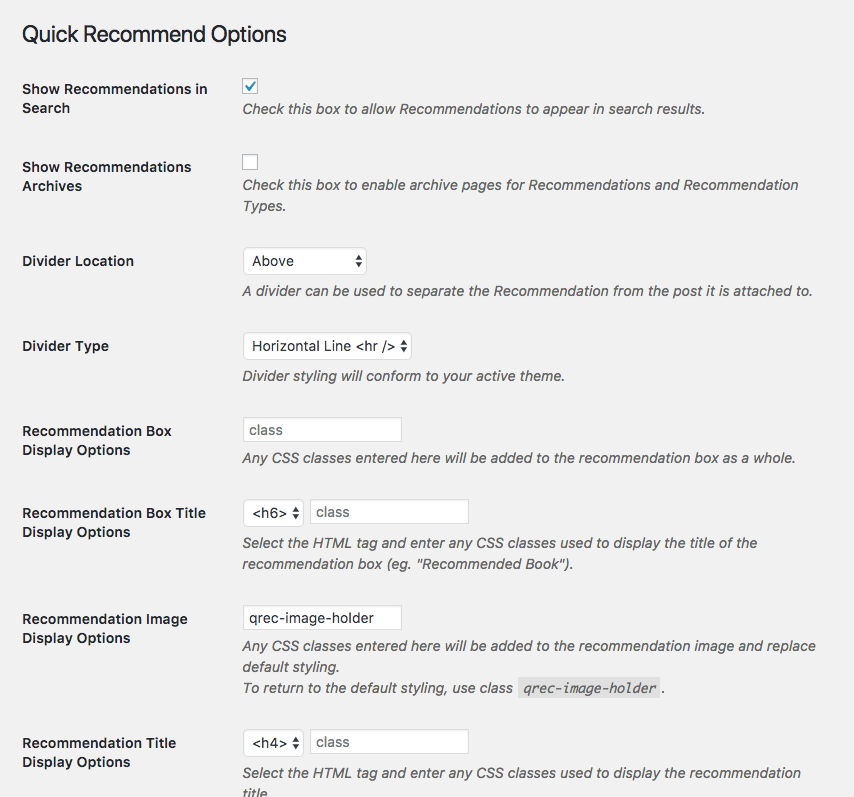 Quick Recommend Options
Show Recommendations in
Search
Check this box to allow Recommendations to appear in search results.
Show Recommendations
Archives
Check this box to enable archive pages for Recommendations and Recommendation
Types.
Divider Location
Above
A divider can be used to separate the Recommendation from the post it is attached to.
Divider Type
Horizontal Line <hr />
Divider styling will conform to your active theme.
Recommendation Box
Display Options
class
Any CSS classes entered here will be added to the recommendation box as a whole.
Recommendation Box Title
Display Options
<h6> class
Select the HTML tag and enter any CSS classes used to display the title of the
recommendation box (eg. "Recommended Book").
Recommendation Image
Display Options
qrec-image-holder
Any CSS classes entered here will be added to the recommendation image and replace
default styling.
To return to the default styling, use class qrec-image-holder.
Recommendation Title
Display Options
<h4> class
Select the HTML tag and enter any CSS classes used to display the recommendation
title.